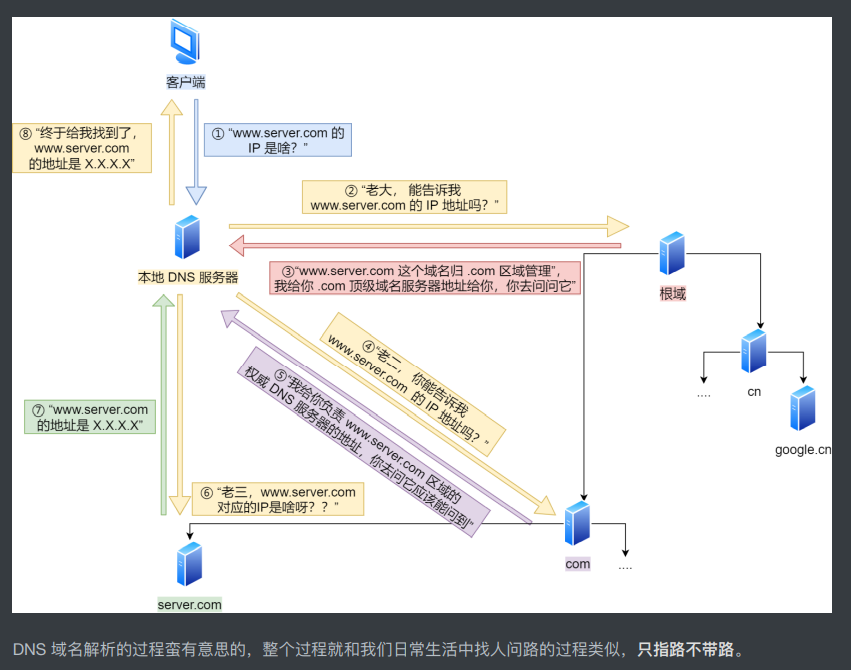 客户端
⑧ “终于给我找到了，
www.server.com
的地址是 X.X.X.X”
① “www.server.com 的
IP 是啥？”
② “老大， 能告诉我
www.server.com 的 IP 地址吗？”
本地 DNS 服务器
③“www.server.com 这个域名归 .com 区域管理”，
我给你 .com 顶级域名服务器地址给你，你去问问它”
根域
④ “老二， 你能告诉我
www.server.com 的 IP 地址吗？”
⑤ “我给你负责 www.server.com 区域的
权威 DNS 服务器的地址，你去问它应该能问到”
cn
....
google.cn
⑦ “www.server.com
的地址是 X.X.X.X”
⑥ “老三，www.server.com
对应的IP是啥呀？？”
com
....
server.com
DNS 域名解析的过程蛮有意思的，整个过程就和我们日常生活中找人问路的过程类似，只指路不带路。